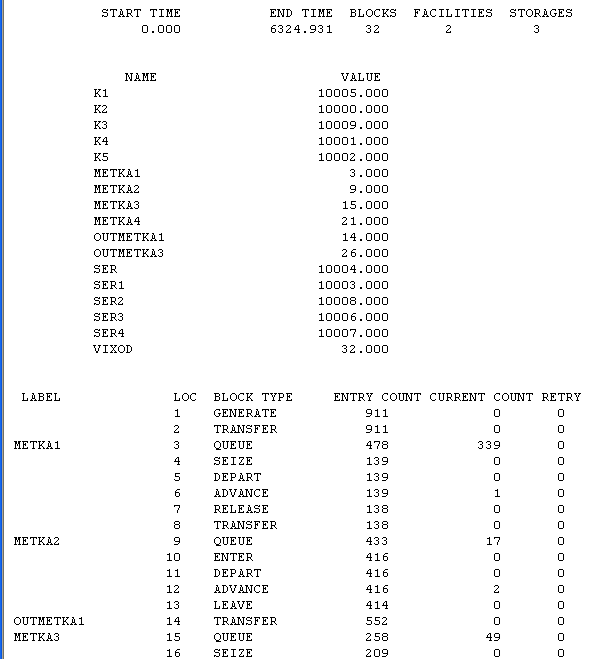 START TIME END TIME BLOCKS FACILITIES STORAGES
0.000 6324.931 32 2 3
NAME VALUE
K1 10005.000
K2 10000.000
K3 10009.000
K4 10001.000
K5 10002.000
METKA1 3.000
METKA2 9.000
METKA3 15.000
METKA4 21.000
OUTMETKA1 14.000
OUTMETKA3 26.000
SER 10004.000
SER1 10003.000
SER2 10008.000
SER3 10006.000
SER4 10007.000
VIXOD 32.000
LABEL LOC BLOCK TYPE ENTRY COUNT CURRENT COUNT RETRY
1 GENERATE 911 0 0
2 TRANSFER 911 0 0
METKA1 3 QUEUE 478 339 0
4 SEIZE 139 0 0
5 DEPART 139 0 0
6 ADVANCE 139 1 0
7 RELEASE 138 0 0
8 TRANSFER 138 0 0
METKA2 9 QUEUE 433 17 0
10 ENTER 416 0 0
11 DEPART 416 0 0
12 ADVANCE 416 2 0
13 LEAVE 414 0 0
OUTMETKA1 14 TRANSFER 552 0 0
METKA3 15 QUEUE 258 49 0
16 SEIZE 209 0 0